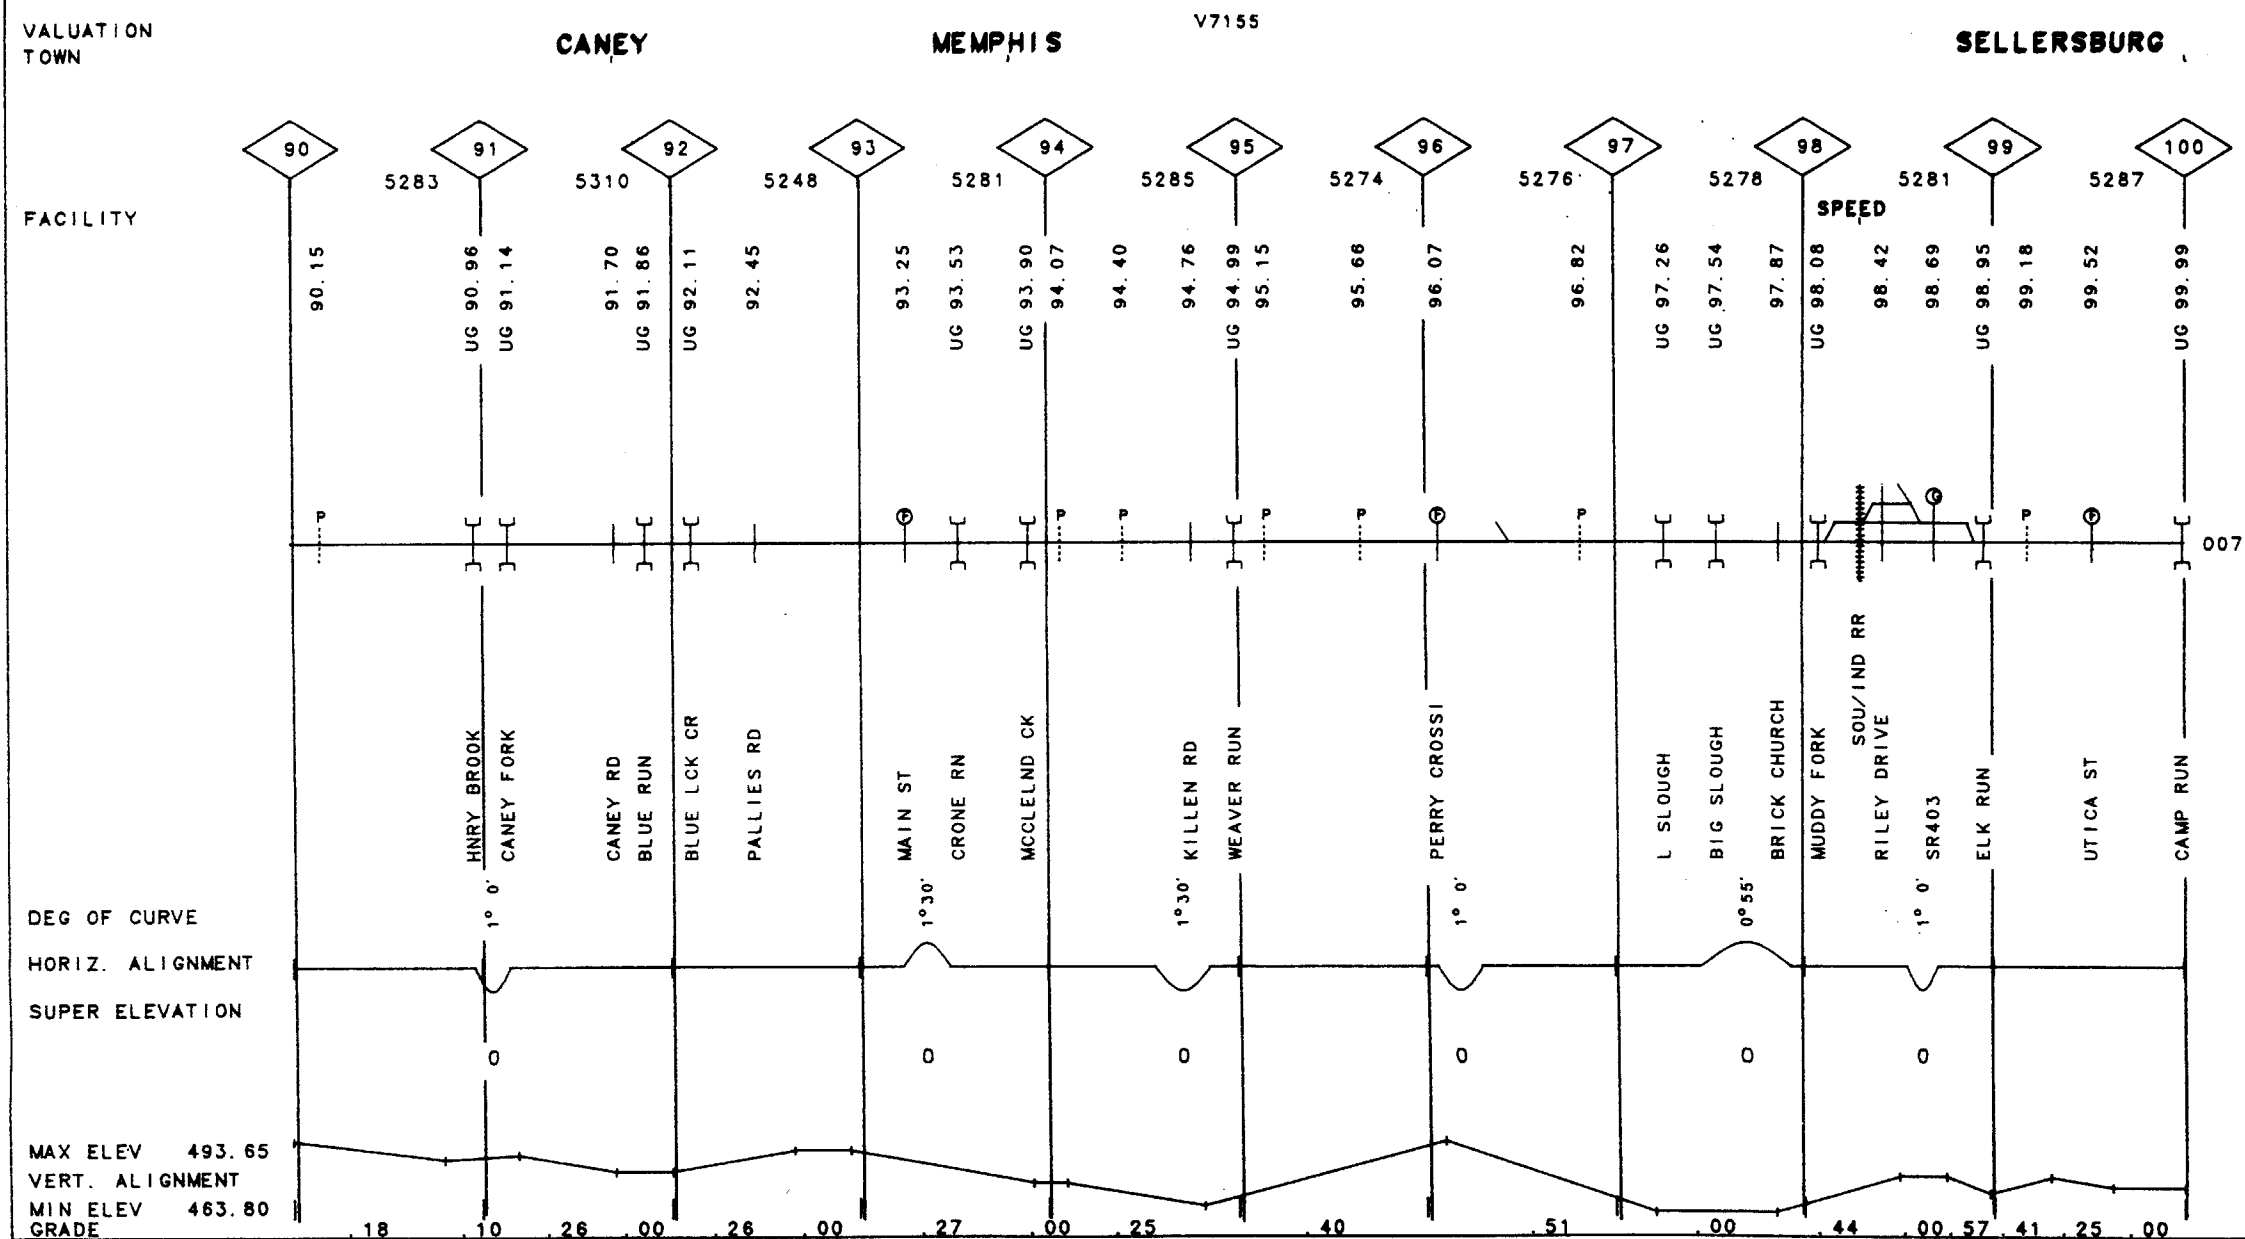 V7155
VALUATION
TOWN
CANEY MEMPHIS SELLERSBURG
90 91 92 93 94 95 96 97 98 99 100
5283 5310 5248 5281 5285 5274 5276 5278 5281 5287
FACILITY
SPEED
90.15
UG 90.96
UG 91.14
91.70
UG 91.86
UG 92.11
92.45
93.25
UG 93.53
UG 93.90
94.07
94.40
94.76
UG 94.99
95.15
95.66
96.07
96.82
UG 97.26
UG 97.54
97.87
UG 98.08
98.42
98.69
UG 98.95
99.18
99.52
UG 99.99
P F P P P P F P G P F
007
HNRY BROOK
CANEY FORK
CANEY RD
BLUE RUN
BLUE LCK CR
PALLIES RD
MAIN ST
CRONE RN
MCCLELND CK
KILLEN RD
WEAVER RUN
PERRY CROSSI
L SLOUGH
BIG SLOUGH
BRICK CHURCH
MUDDY FORK
SOU/IND RR
RILEY DRIVE
SR403
ELK RUN
UTICA ST
CAMP RUN
DEG OF CURVE
1° 0' 1°30' 1°30' 1° 0' 0°55' 1° 0'
HORIZ. ALIGNMENT
SUPER ELEVATION
0 0 0 0 0 0
MAX ELEV 493.65
VERT. ALIGNMENT
MIN ELEV 463.80
GRADE .18 .10 .26 .00 .26 .00 .27 .00 .25 .40 .51 .00 .44 .00 .57 .41 .25 .00